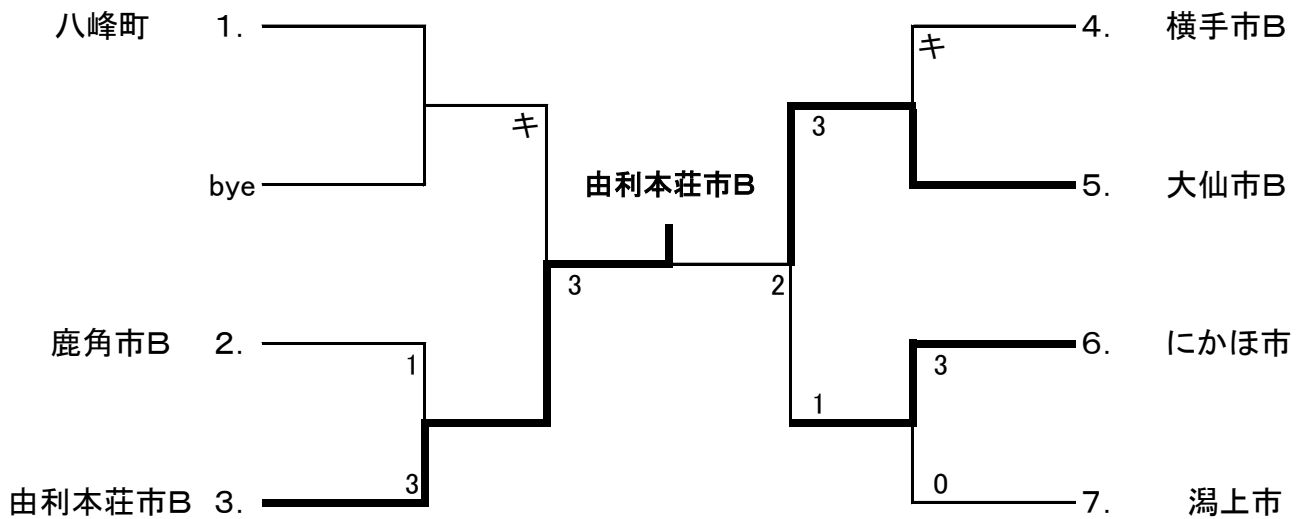 八峰町 1. 4. 横手市B
キ
キ 3
bye 由利本荘市B 5. 大仙市B
3 2
鹿角市B 2. 6. にかほ市
1 3
1
3 0
由利本荘市B 3. 7. 潟上市